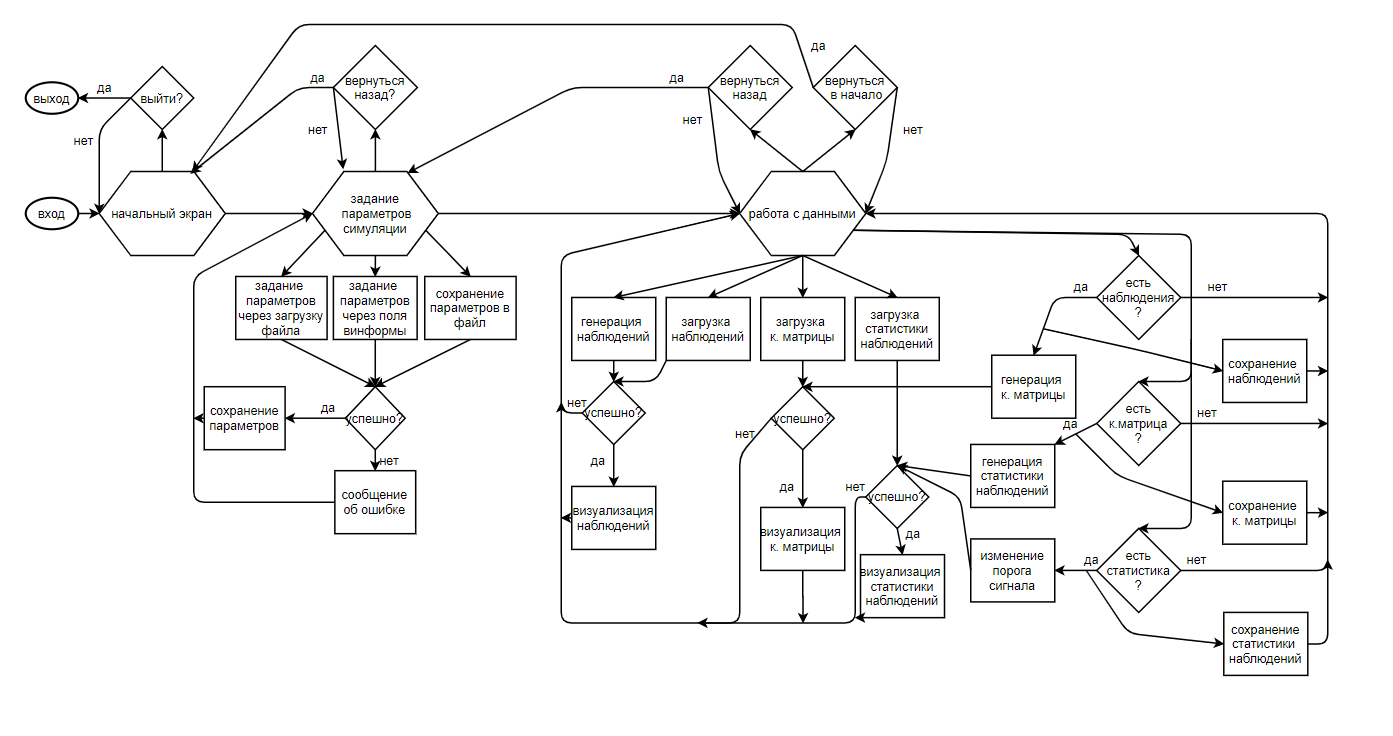 да
вернуться
назад?
да
вернуться
назад
да
вернуться
в начало
да
выход
выйти?
нет
нет
нет
нет
вход
начальный экран
задание
параметров
симуляции
работа с данными
задание
параметров
через загрузку
файла
задание
параметров
через поля
винформы
сохранение
параметров в
файл
генерация
наблюдений
загрузка
наблюдений
загрузка
к. матрицы
загрузка
статистики
наблюдений
да
есть
наблюдения
?
нет
сохранение
наблюдений
генерация
к. матрицы
сохранение
параметров
да
успешно?
нет
сообщение
об ошибке
нет
успешно?
да
визуализация
наблюдений
успешно?
нет
да
визуализация
к. матрицы
да
есть
к.матрица
?
нет
генерация
статистики
наблюдений
нет
успешно?
да
визуализация
статистики
наблюдений
сохранение
к. матрицы
изменение
порога
сигнала
да
есть
статистика
?
нет
сохранение
статистики
наблюдений